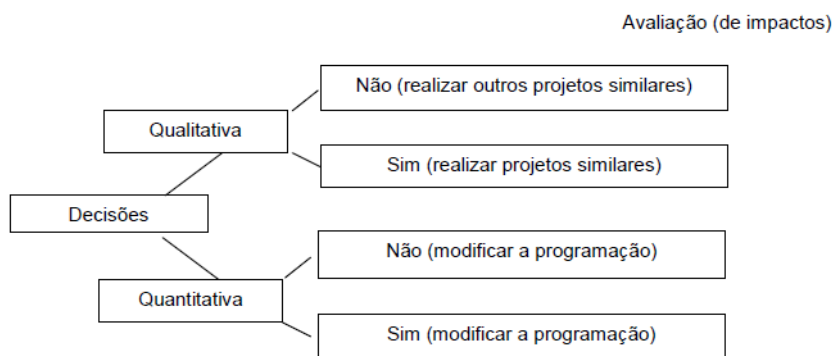 Avaliação (de impactos)
Não (realizar outros projetos similares)
Qualitativa
Sim (realizar projetos similares)
Decisões
Não (modificar a programação)
Quantitativa
Sim (modificar a programação)